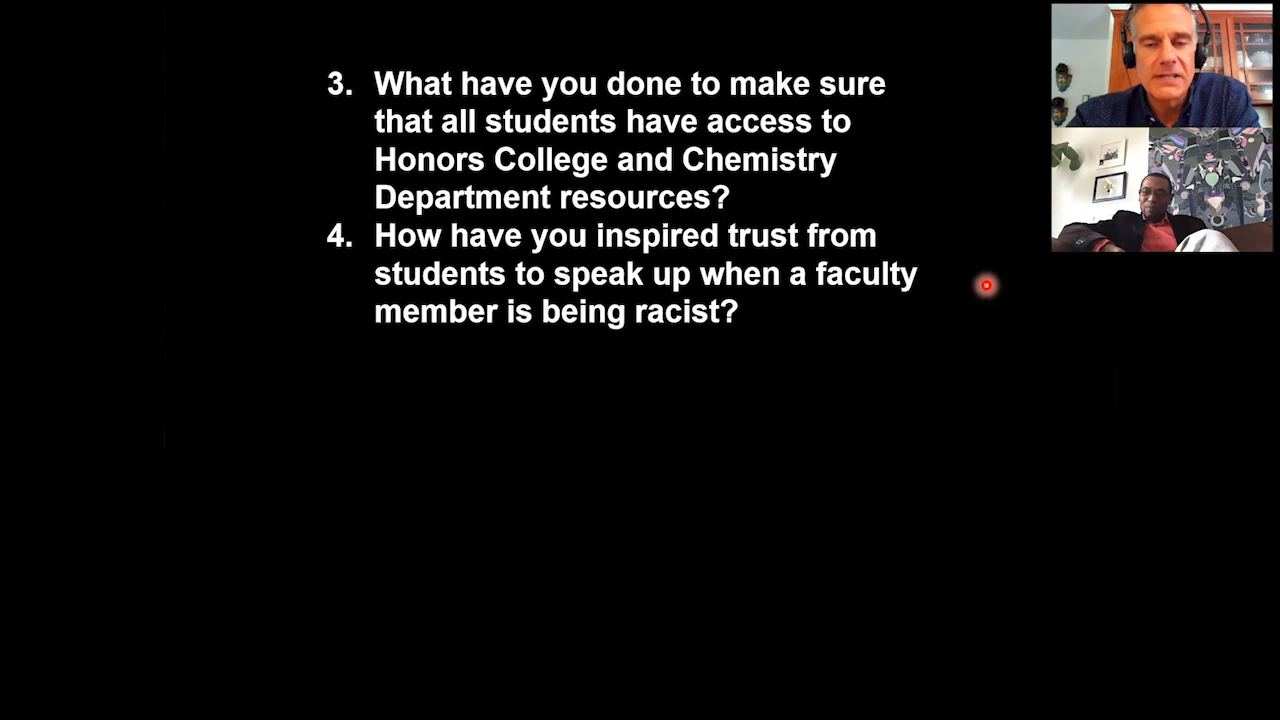 3. What have you done to make sure
that all students have access to
Honors College and Chemistry
Department resources?
4. How have you inspired trust from
students to speak up when a faculty
member is being racist?